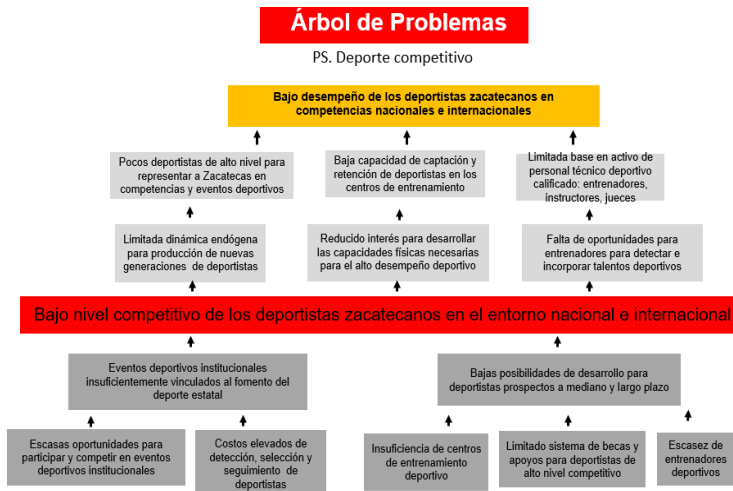 Árbol de Problemas
PS. Deporte competitivo
Bajo desempeño de los deportistas zacatecanos en
competencias nacionales e internacionales
Pocos deportistas de alto nivel para
representar a Zacatecas en
competencias y eventos deportivos
Baja capacidad de captación y
retención de deportistas en los
centros de entrenamiento
Limitada base en activo de
personal técnico deportivo
calificado: entrenadores,
instructores, jueces
Limitada dinámica endógena
para producción de nuevas
generaciones de deportistas
Reducido interés para desarrollar
las capacidades físicas necesarias
para el alto desempeño deportivo
Falta de oportunidades para
entrenadores para detectar e
incorporar talentos deportivos
Bajo nivel competitivo de los deportistas zacatecanos en el entorno nacional e internacional
Eventos deportivos institucionales
insuficientemente vinculados al fomento del
deporte estatal
Bajas posibilidades de desarrollo para
deportistas prospectos a mediano y largo plazo
Escasas oportunidades para
participar y competir en eventos
deportivos institucionales
Costos elevados de
detección, selección y
seguimiento de
deportistas
Insuficiencia de centros
de entrenamiento
deportivo
Limitado sistema de becas y
apoyos para deportistas de
alto nivel competitivo
Escasez de
entrenadores
deportivos